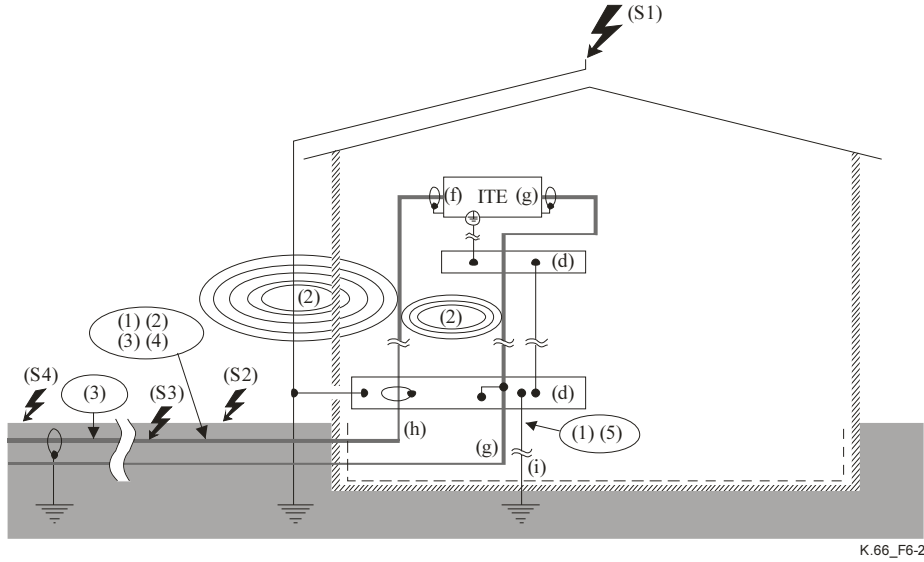 (S1)
(f) ITE (g)
(d)
(2)
(2)
(1) (2)
(3) (4)
(S4)
(3)
(S3)
(S2)
(d)
(h)
(g)
(i)
(1) (5)
K.66_F6-2